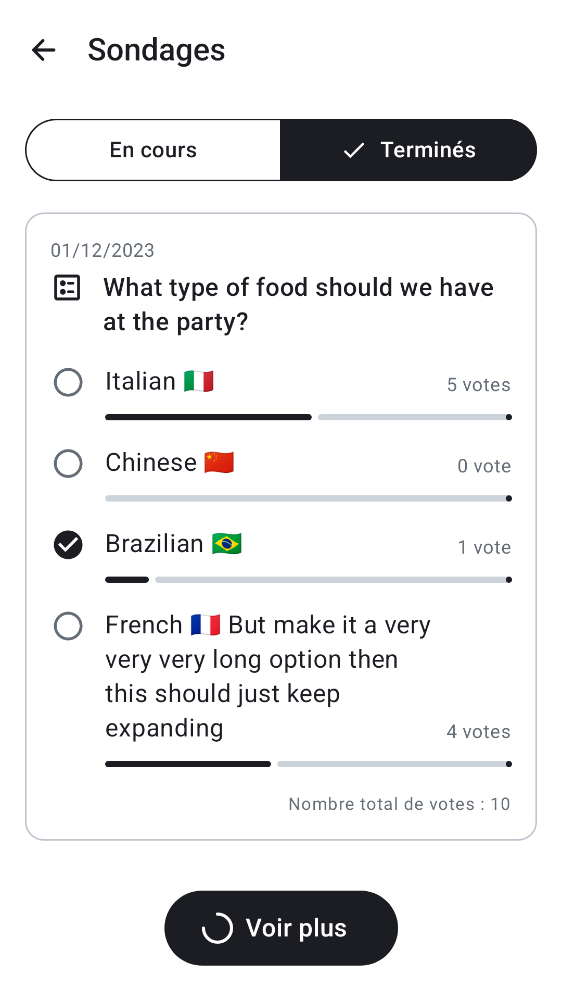 Sondages
En cours
Terminés
01/12/2023
What type of food should we have
at the party?
Italian 🇮🇹
5 votes
Chinese 🇨🇳
0 vote
Brazilian 🇧🇷
1 vote
French 🇫🇷 But make it a very
very very long option then
this should just keep
expanding
4 votes
Nombre total de votes : 10
Voir plus